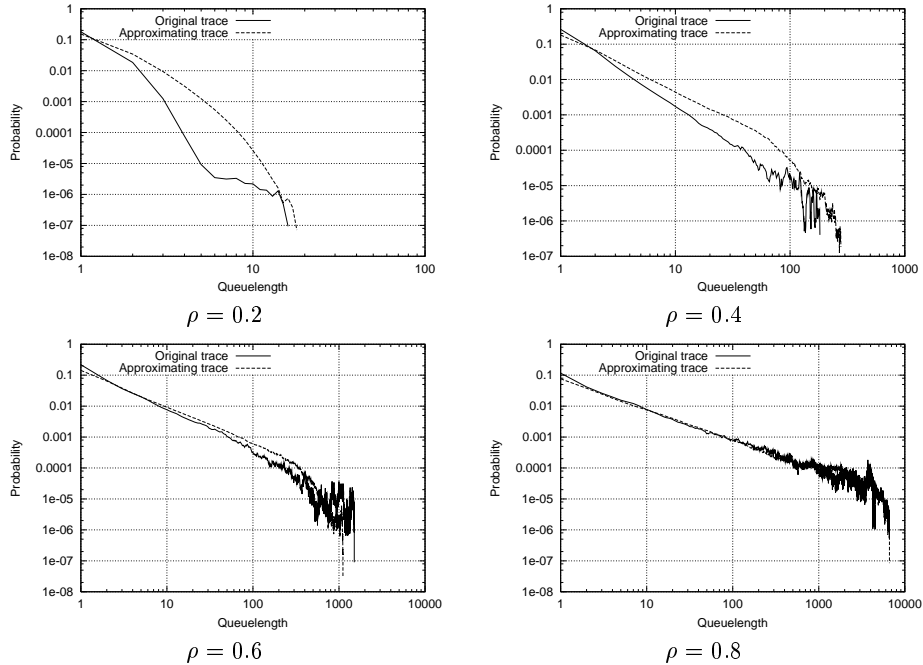 Original trace
Approximating trace
1
0.1
0.01
0.001
0.0001
1e-05
1e-06
1e-07
1e-08
Probability
1 10 100
Queuelength
ρ = 0.2
Original trace
Approximating trace
1
0.1
0.01
0.001
0.0001
1e-05
1e-06
1e-07
Probability
1 10 100 1000
Queuelength
ρ = 0.4
Original trace
Approximating trace
1
0.1
0.01
0.001
0.0001
1e-05
1e-06
1e-07
1e-08
Probability
1 10 100 1000 10000
Queuelength
ρ = 0.6
Original trace
Approximating trace
1
0.1
0.01
0.001
0.0001
1e-05
1e-06
1e-07
1e-08
Probability
1 10 100 1000 10000
Queuelength
ρ = 0.8